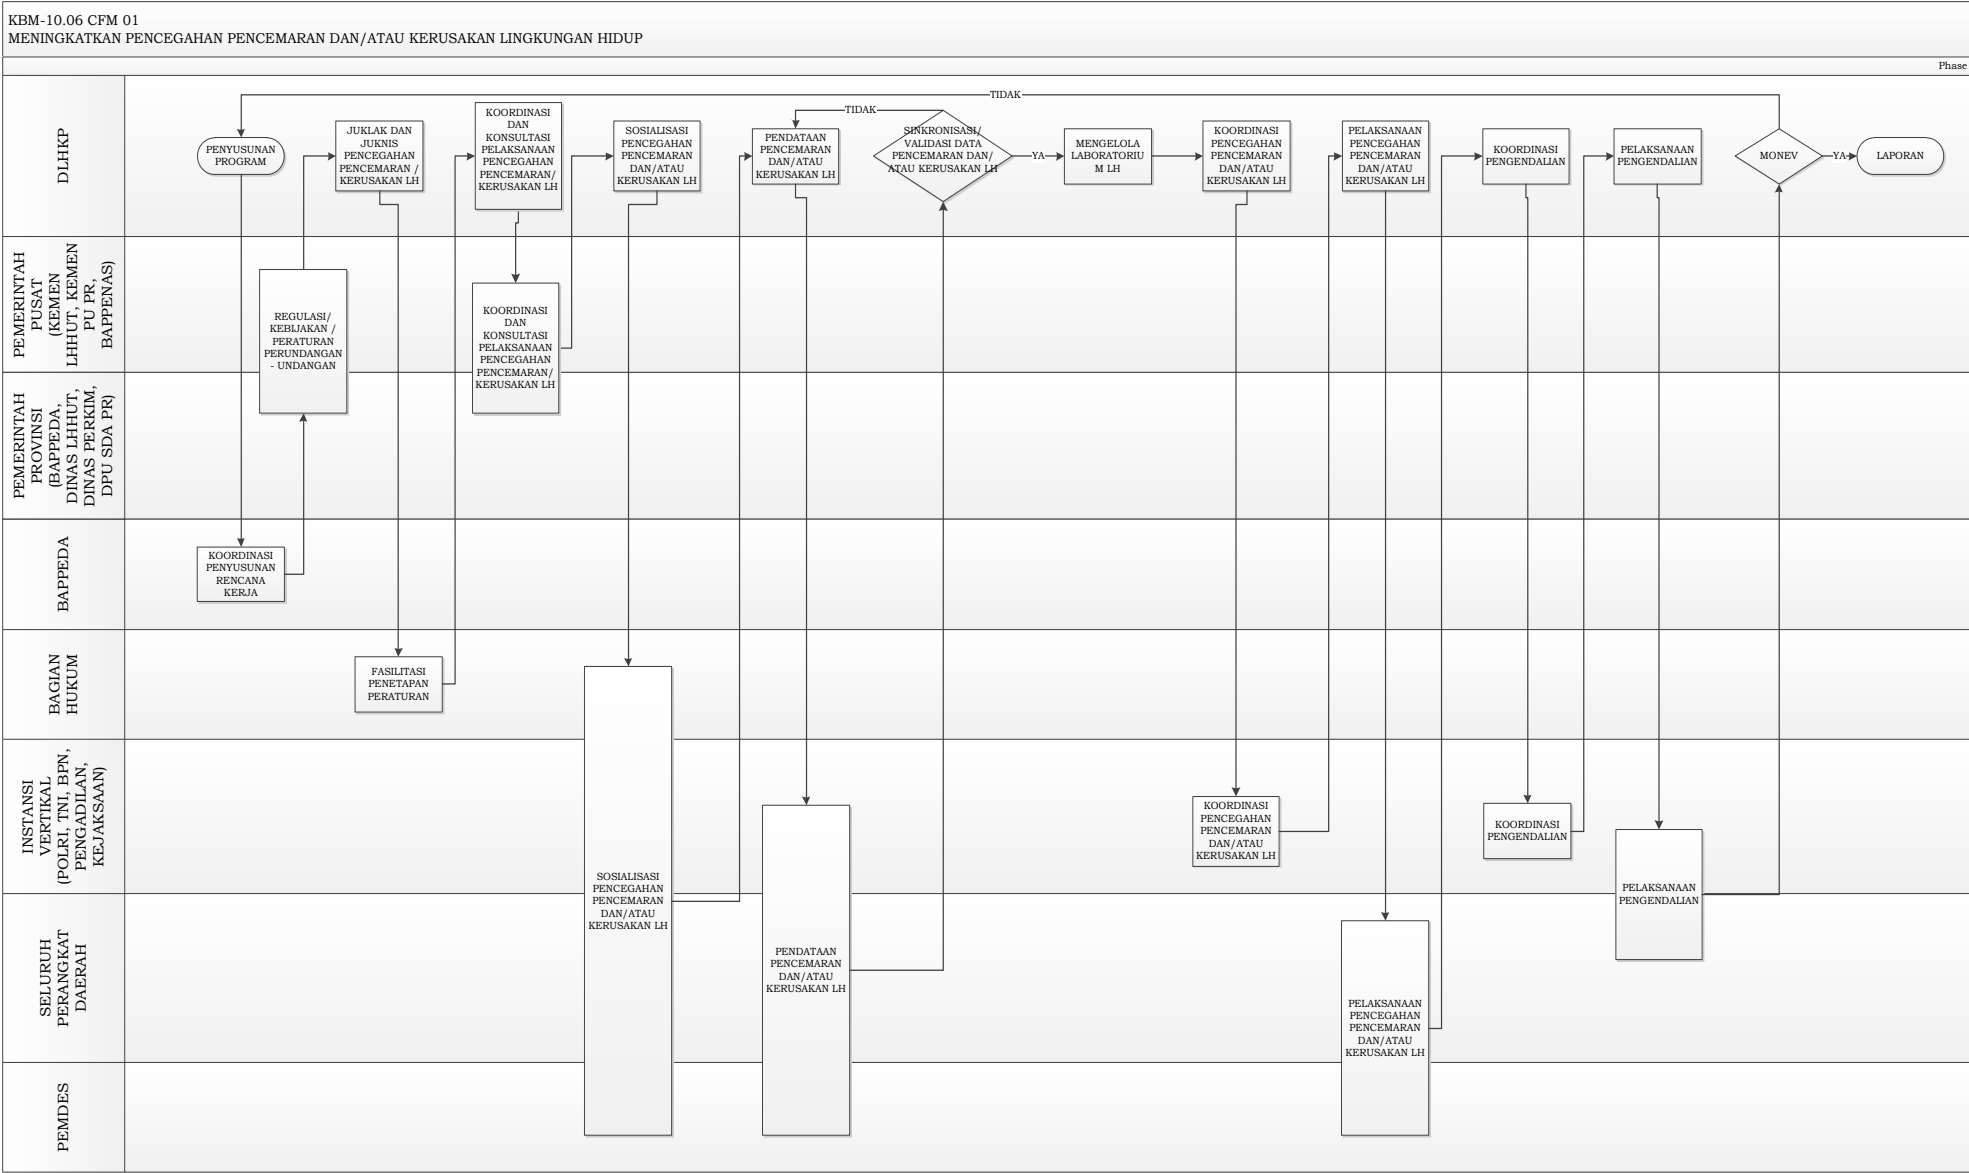 KBM-10.06 CFM 01
MENINGKATKAN PENCEGAHAN PENCEMARAN DAN/ATAU KERUSAKAN LINGKUNGAN HIDUP
Phase
DLHKP
TIDAK
PENYUSUNAN
PROGRAM
JUKLAK DAN
JUKNIS
PENCEGAHAN
PENCEMARAN /
KERUSAKAN LH
KOORDINASI
DAN
KONSULTASI
PELAKSANAAN
PENCEGAHAN
PENCEMARAN/
KERUSAKAN LH
SOSIALISASI
PENCEGAHAN
PENCEMARAN
DAN/ATAU
KERUSAKAN LH
PENDATAAN
PENCEMARAN
DAN/ATAU
KERUSAKAN LH
TIDAK
SINKRONISASI/
VALIDASI DATA
PENCEMARAN DAN/
ATAU KERUSAKAN LH
YA
MENGELOLA
LABORATORIU
M LH
KOORDINASI
PENCEGAHAN
PENCEMARAN
DAN/ATAU
KERUSAKAN LH
PELAKSANAAN
PENCEGAHAN
PENCEMARAN
DAN/ATAU
KERUSAKAN LH
KOORDINASI
PENGENDALIAN
PELAKSANAAN
PENGENDALIAN
MONEV
YA
LAPORAN
PEMERINTAH
PUSAT
(KEMEN
LHHUT, KEMEN
PU PR,
BAPPENAS)
REGULASI/
KEBIJAKAN /
PERATURAN
PERUNDANGAN
- UNDANGAN
KOORDINASI
DAN
KONSULTASI
PELAKSANAAN
PENCEGAHAN
PENCEMARAN/
KERUSAKAN LH
PEMERINTAH
PROVINSI
(BAPPEDA,
DINAS LHHUT,
DINAS PERKIM,
DPU SDA PR)
BAPPEDA
KOORDINASI
PENYUSUNAN
RENCANA
KERJA
BAGIAN
HUKUM
FASILITASI
PENETAPAN
PERATURAN
INSTANSI
VERTIKAL
(POLRI, TNI, BPN,
PENGADILAN,
KEJAKSAAN)
KOORDINASI
PENCEGAHAN
PENCEMARAN
DAN/ATAU
KERUSAKAN LH
KOORDINASI
PENGENDALIAN
SELURUH
PERANGKAT
DAERAH
SOSIALISASI
PENCEGAHAN
PENCEMARAN
DAN/ATAU
KERUSAKAN LH
PENDATAAN
PENCEMARAN
DAN/ATAU
KERUSAKAN LH
PELAKSANAAN
PENCEGAHAN
PENCEMARAN
DAN/ATAU
KERUSAKAN LH
PELAKSANAAN
PENGENDALIAN
PEMDES